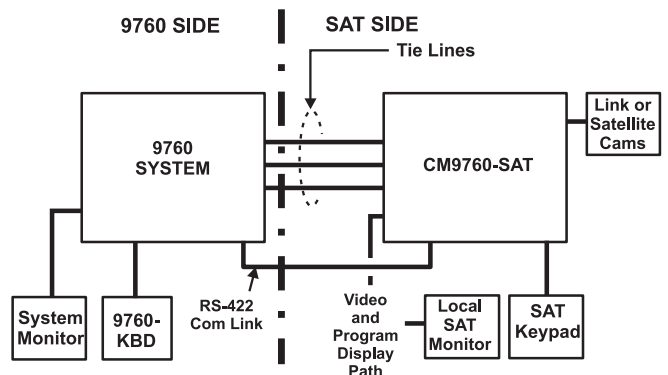 9760 SIDE
SAT SIDE
Tie Lines
9760
SYSTEM
CM9760-SAT
Link or
Satellite
Cams
System
Monitor
9760-
KBD
RS-422
Com Link
Video
and
Program
Display
Path
Local
SAT
Monitor
SAT
Keypad